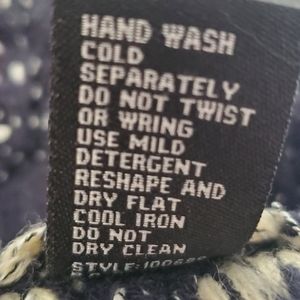 HAND WASH
COLD
SEPARATELY
DO NOT TWIST
OR WRING
USE MILD
DETERGENT
RESHAPE AND
DRY FLAT
COOL IRON
DO NOT
DRY CLEAN